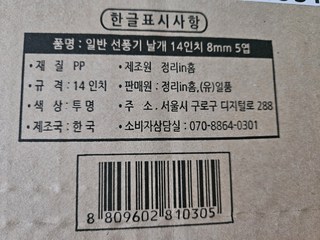 한글표시사항
품명 : 일반 선풍기 날개 14인치 8mm 5엽
• 재 질 PP • 제조원 정리in홈
• 규 격 : 14 인치 • 판매원 : 정리in홈,(유)일품
• 색 상 : 투 명 • 주 소 : 서울시 구로구 디지털로 288
• 제조국 : 한 국 • 소비자상담실 : 070-8864-0301
8 809602 810305